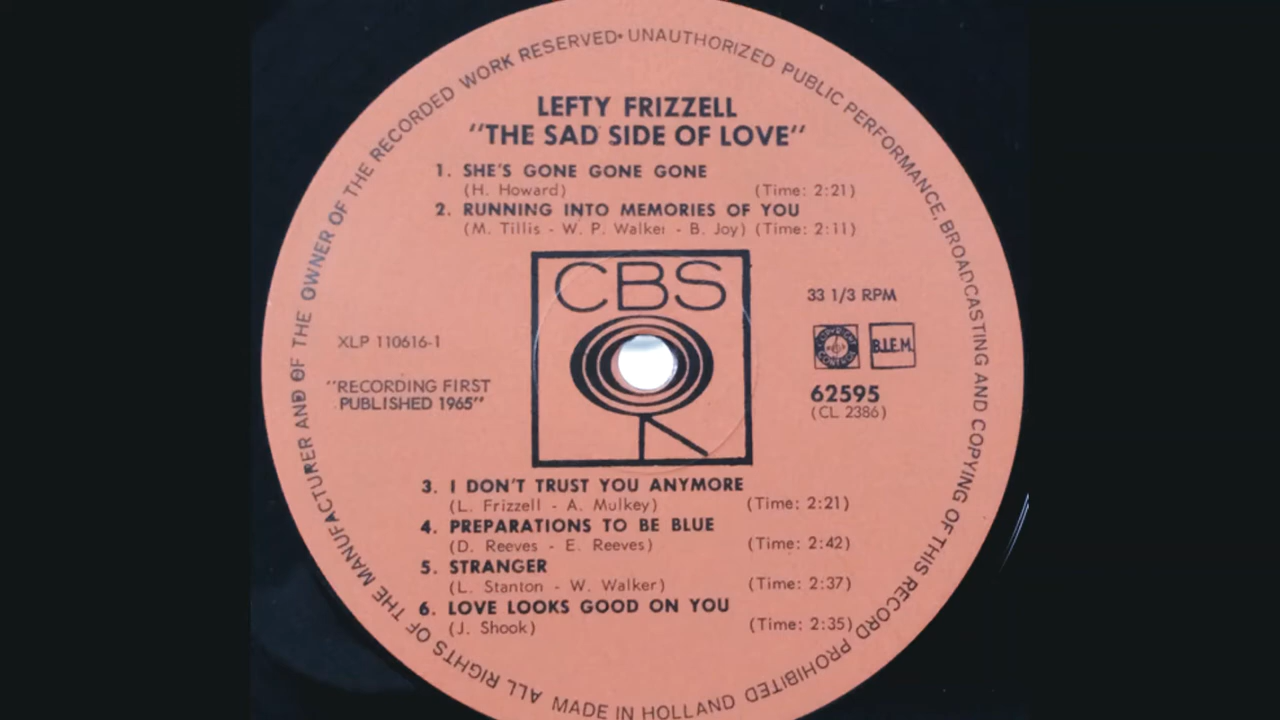 ALL RIGHTS OF THE MANUFACTURER AND OF THE OWNER OF THE RECORDED WORK RESERVED • UNAUTHORIZED PUBLIC PERFORMANCE, BROADCASTING AND COPYING OF THIS RECORD PROHIBITED
LEFTY FRIZZELL
"THE SAD SIDE OF LOVE"
1. SHE'S GONE GONE GONE
(H. Howard) (Time: 2:21)
2. RUNNING INTO MEMORIES OF YOU
(M. Tillis - W. P. Walker - B. Joy) (Time: 2:11)
CBS
33 1/3 RPM
XLP 110616-1
COPYRIGHT CONTROL
B.I.E.M.
"RECORDING FIRST
PUBLISHED 1965"
62595
(CL 2386)
3. I DON'T TRUST YOU ANYMORE
(L. Frizzell - A. Mulkey) (Time: 2:21)
4. PREPARATIONS TO BE BLUE
(D. Reeves - E. Reeves) (Time: 2:42)
5. STRANGER
(L. Stanton - W. Walker) (Time: 2:37)
6. LOVE LOOKS GOOD ON YOU
(J. Shook) (Time: 2:35)
MADE IN HOLLAND